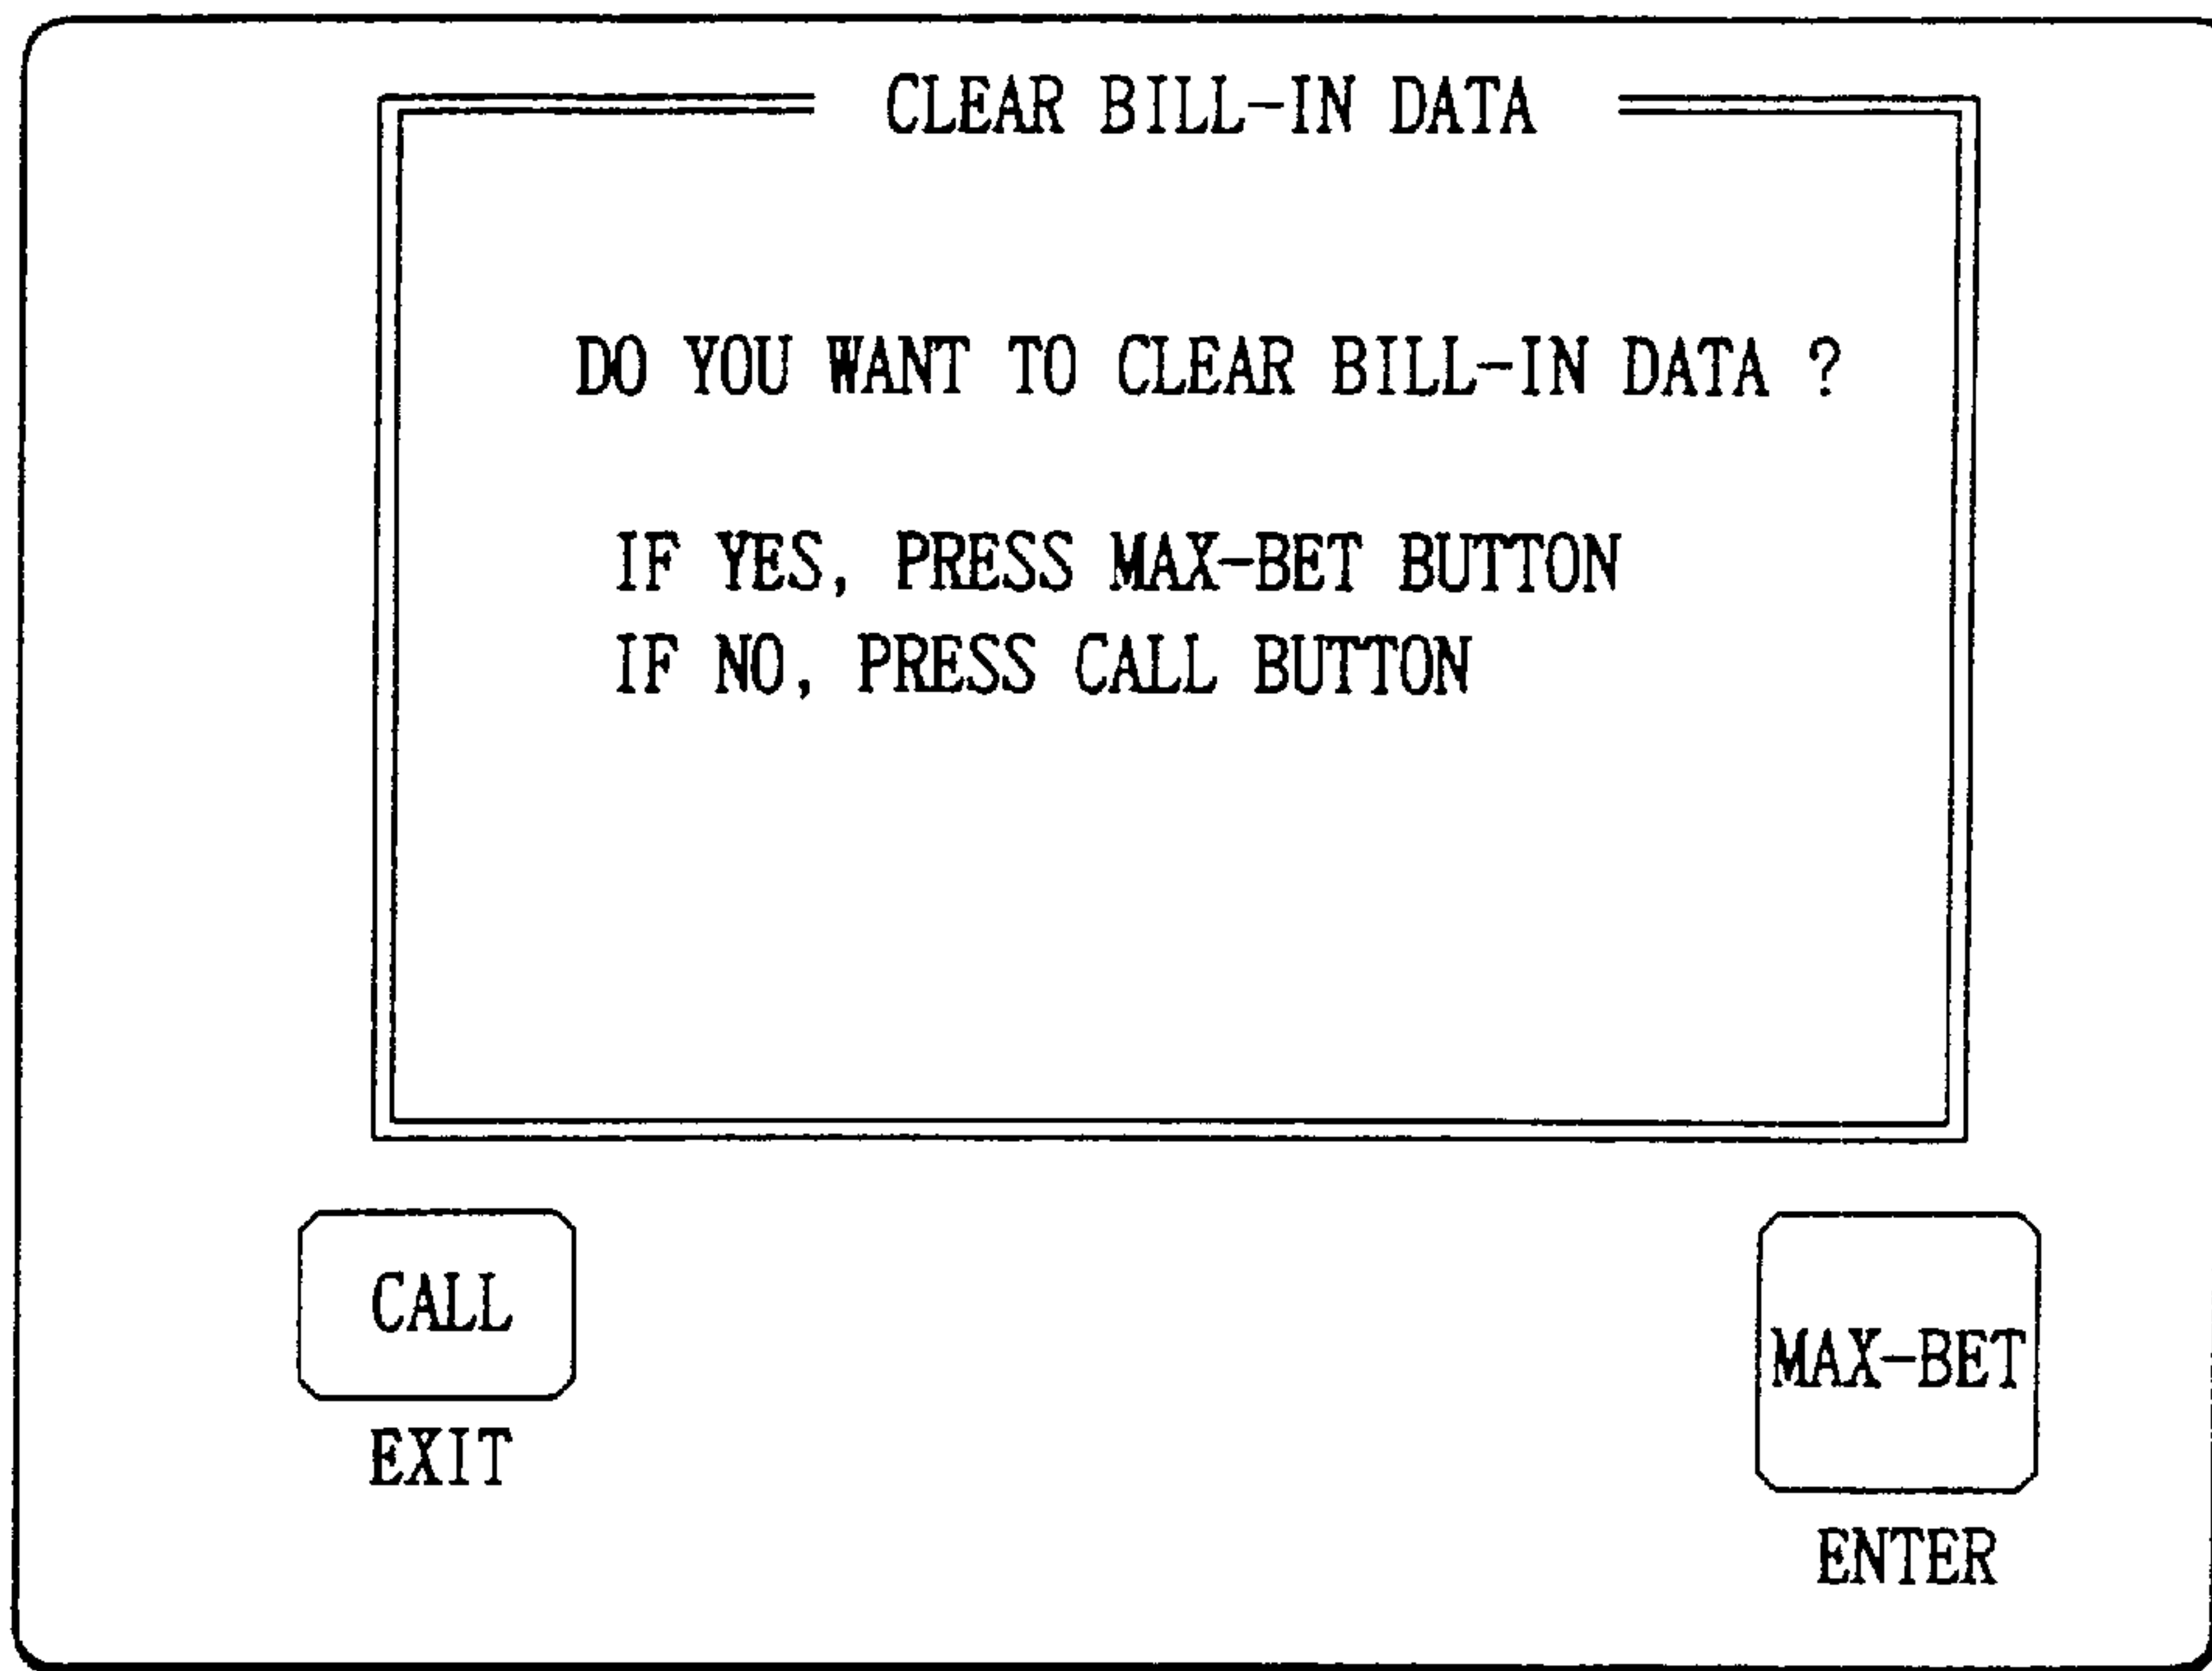 CLEAR BILL-IN DATA
DO YOU WANT TO CLEAR BILL-IN DATA ?
IF YES, PRESS MAX-BET BUTTON
IF NO, PRESS CALL BUTTON
CALL
EXIT
MAX-BET
ENTER